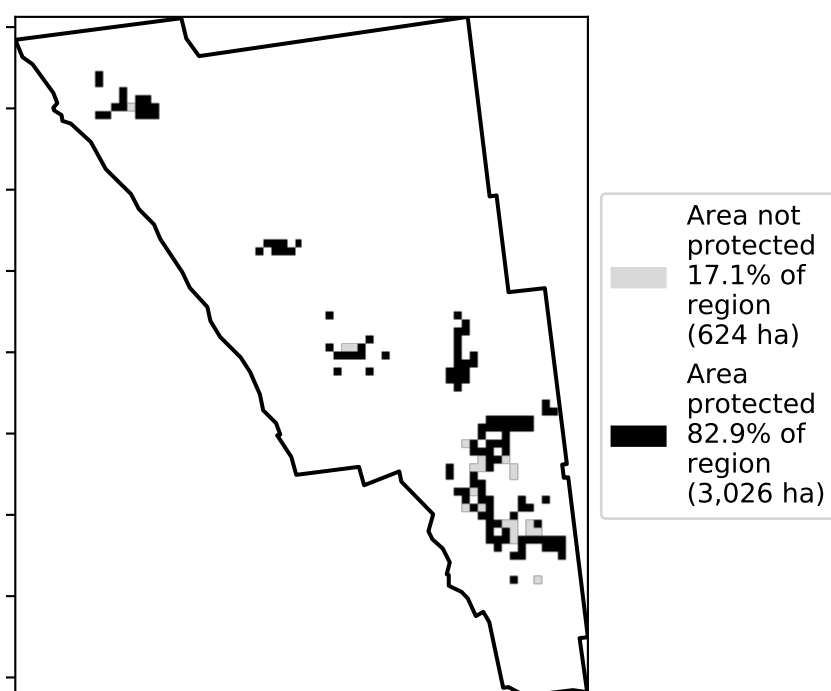 Area not
protected
17.1% of
region
(624 ha)
Area
protected
82.9% of
region
(3,026 ha)